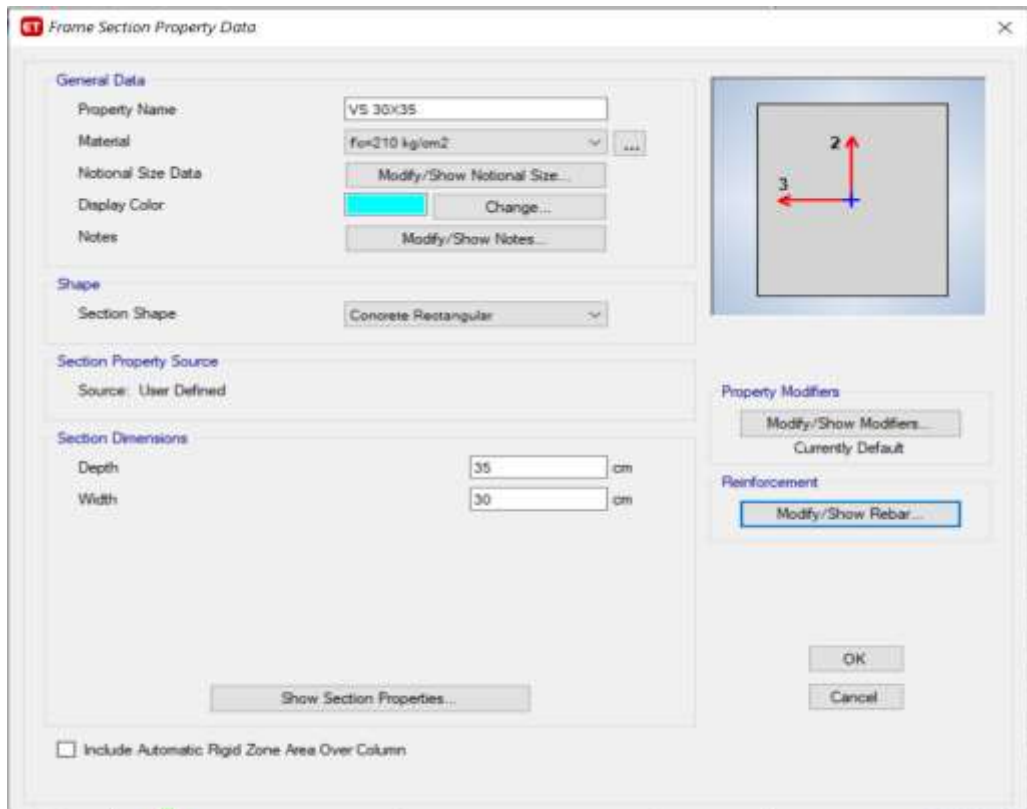 ET Frame Section Property Data
General Data
Property Name VS 30X35
Material f'c=210 kg/cm2 ...
Notional Size Data Modify/Show Notional Size...
Display Color Change...
Notes Modify/Show Notes...
Shape
Section Shape Concrete Rectangular
Section Property Source
Source: User Defined
Section Dimensions
Depth 35 cm
Width 30 cm
Show Section Properties...
Include Automatic Rigid Zone Area Over Column
2
3
Property Modifiers
Modify/Show Modifiers...
Currently Default
Reinforcement
Modify/Show Rebar...
OK
Cancel